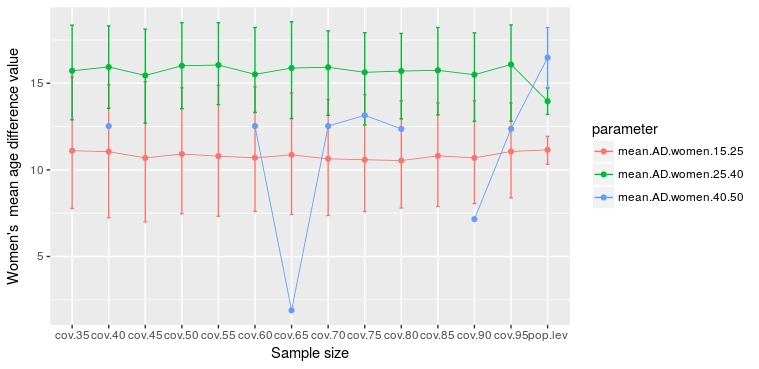 Women's mean age difference value
15
10
5
cov.35 cov.40 cov.45 cov.50 cov.55 cov.60 cov.65 cov.70 cov.75 cov.80 cov.85 cov.90 cov.95 pop.lev
Sample size
parameter
mean.AD.women.15.25
mean.AD.women.25.40
mean.AD.women.40.50